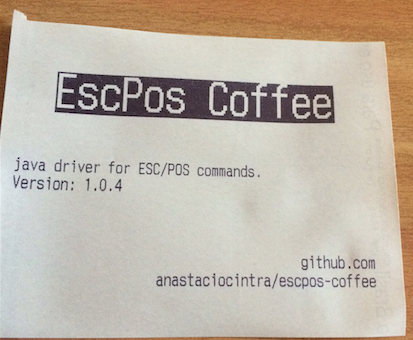 EscPos Coffee
java driver for ESC/POS commands.
Version: 1.0.4
github.com
anastaciocintra/escpos-coffee